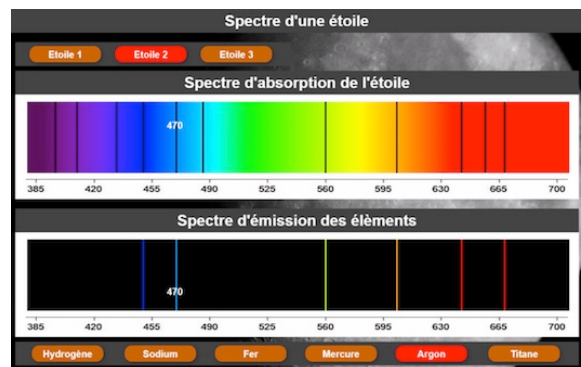 Spectre d'une étoile
Etoile 1 Etoile 2 Etoile 3
Spectre d'absorption de l'étoile
470
385 420 455 490 525 560 595 630 665 700
Spectre d'émission des élèments
470
385 420 455 490 525 560 595 630 665 700
Hydrogène Sodium Fer Mercure Argon Titane